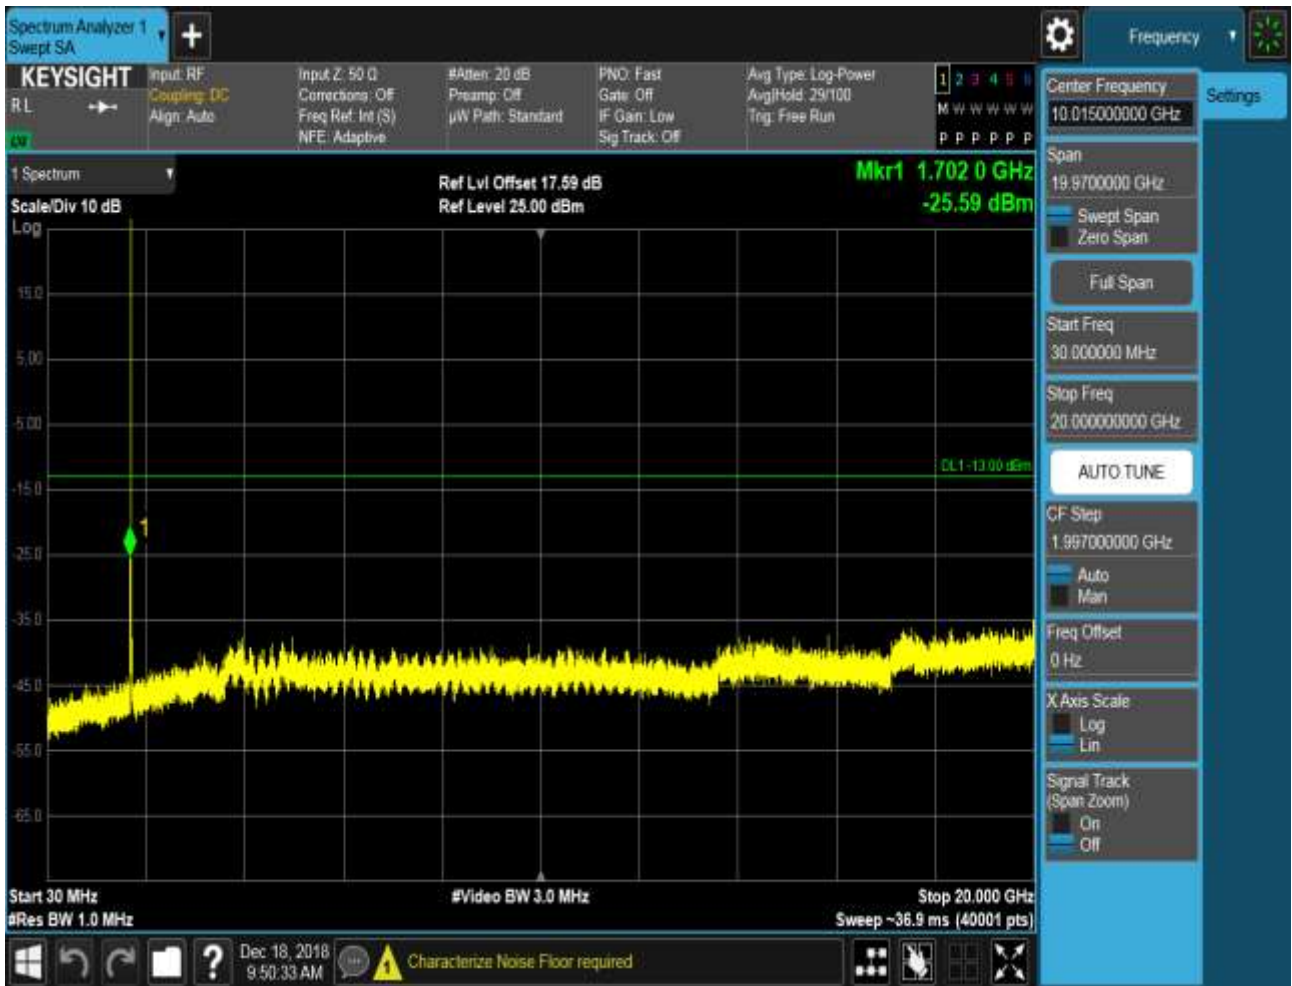 Spectrum Analyzer 1
Swept SA
+
Frequency
KEYSIGHT
RL
Input: RF
Coupling: DC
Align: Auto
Input Z: 50 Ω
Corrections: Off
Freq Ref: Int (S)
NFE: Adaptive
#Atten: 20 dB
Preamp: Off
µW Path: Standard
PNO: Fast
Gate: Off
IF Gain: Low
Sig Track: Off
Avg Type: Log-Power
Avg|Hold: 29/100
Trig: Free Run
1 2 3 4 5 6
M W W W W W
P P P P P P
Center Frequency
10.015000000 GHz
Settings
Span
19.9700000 GHz
Swept Span
Zero Span
Full Span
Start Freq
30.000000 MHz
Stop Freq
20.000000000 GHz
AUTO TUNE
CF Step
1.997000000 GHz
Auto
Man
Freq Offset
0 Hz
X Axis Scale
Log
Lin
Signal Track
(Span Zoom)
On
Off
1 Spectrum
Scale/Div 10 dB
Log
Ref Lvl Offset 17.59 dB
Ref Level 25.00 dBm
Mkr1 1.702 0 GHz
-25.59 dBm
15.0
5.00
-5.00
DL1 -13.00 dBm
-15.0
1
-25.0
-35.0
-45.0
-55.0
-65.0
Start 30 MHz
#Video BW 3.0 MHz
Stop 20.000 GHz
#Res BW 1.0 MHz
Sweep ~36.9 ms (40001 pts)
?
Dec 18, 2018
9:50:33 AM
Characterize Noise Floor required